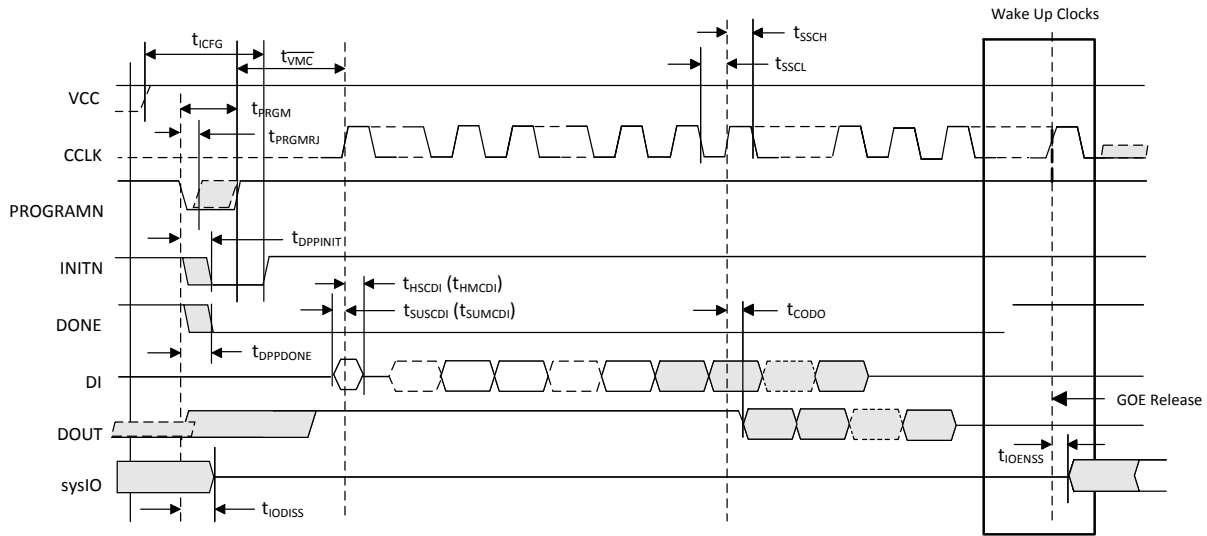 Wake Up Clocks
tICFG
tVMC
tSSCH
tSSCL
VCC
tPRGM
tPRGMRJ
CCLK
PROGRAMN
tDPPINIT
INITN
tHSCDI (tHMCDI)
tSUSCDI (tSUMCDI)
tCODO
DONE
tDPPDONE
DI
GOE Release
DOUT
tIOENSS
sysIO
tIODISS